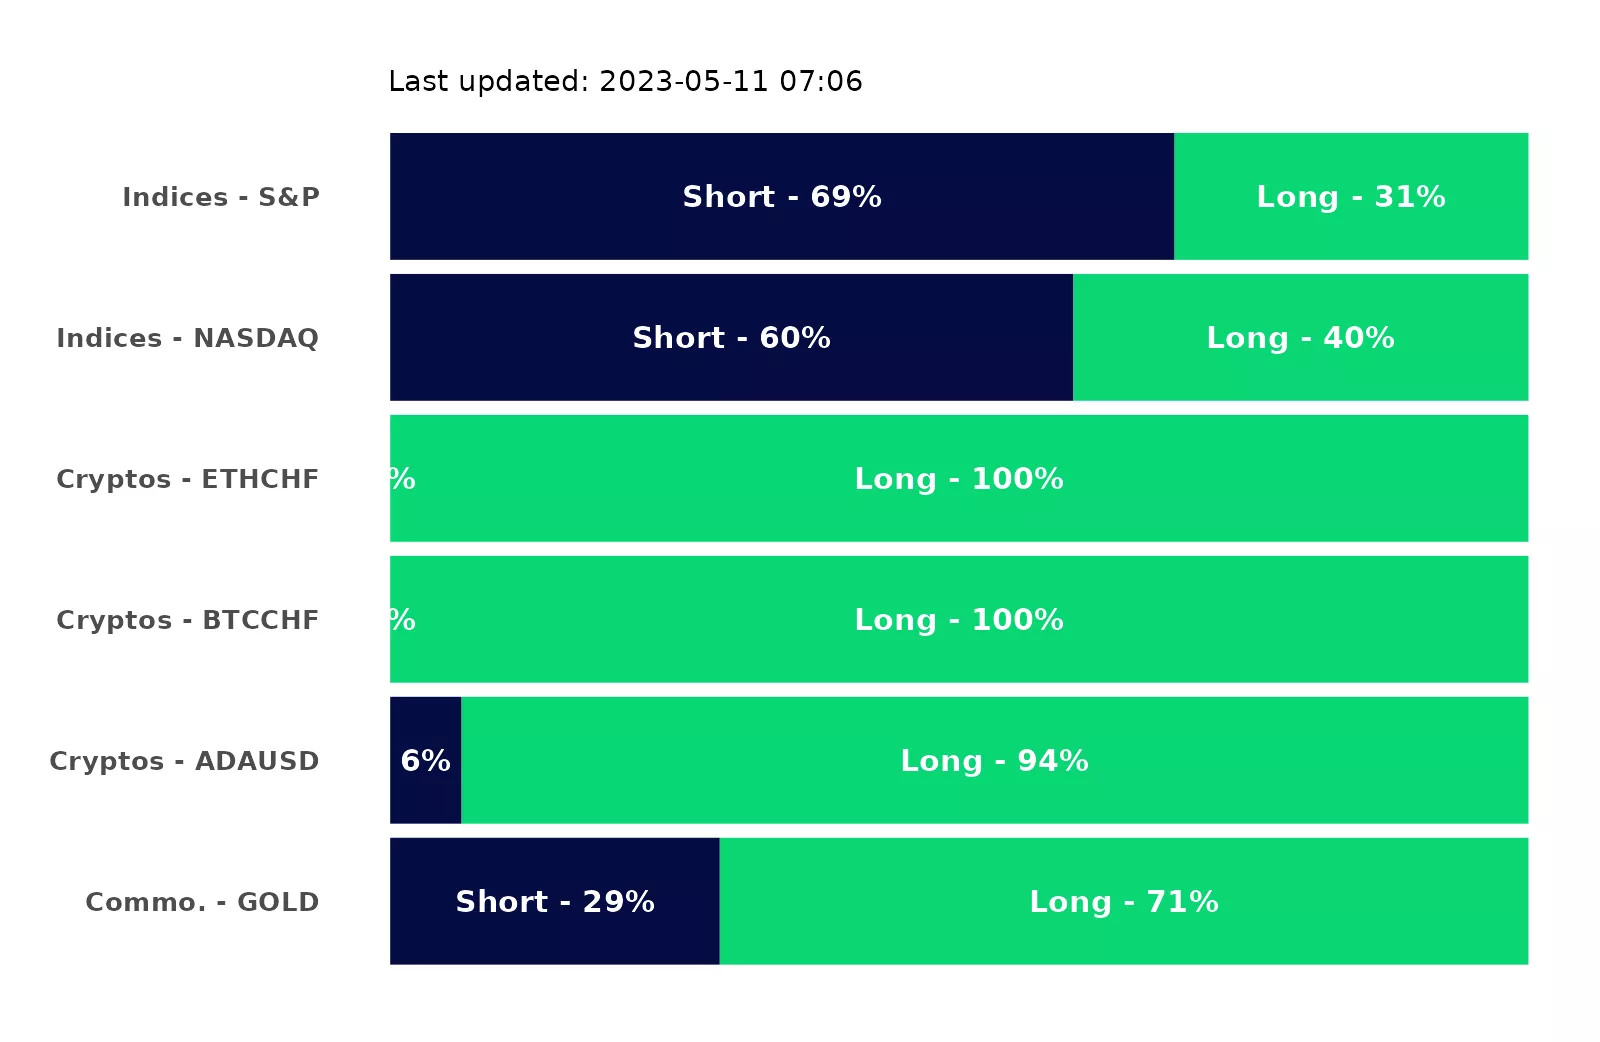 Last updated: 2023-05-11 07:06
Indices - S&P Short - 69% Long - 31%
Indices - NASDAQ Short - 60% Long - 40%
Cryptos - ETHCHF % Long - 100%
Cryptos - BTCCHF % Long - 100%
Cryptos - ADAUSD 6% Long - 94%
Commo. - GOLD Short - 29% Long - 71%